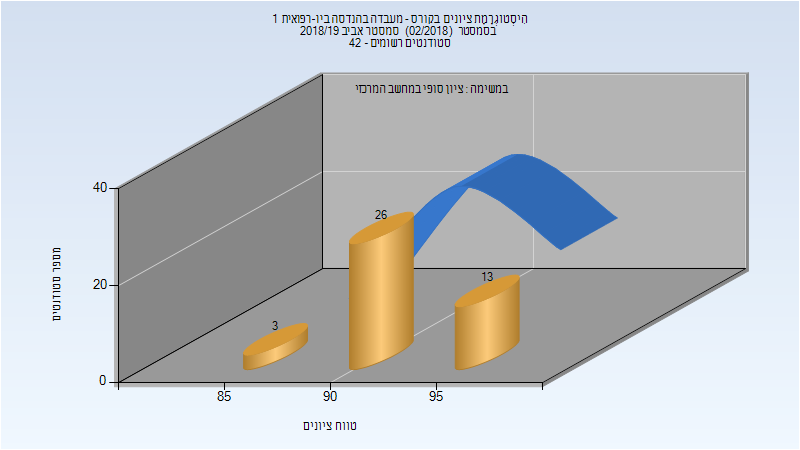 היסטוגרמת ציונים בקורס - מעבדה בהנדסה ביו-רפואית 1
בסמסטר (02/2018) סמסטר אביב 2018/19
סטודנטים רשומים - 42
במשימה : ציון סופי במחשב המרכזי
40
20
0
מספר סטודנטים
3
26
13
85
90
95
טווח ציונים